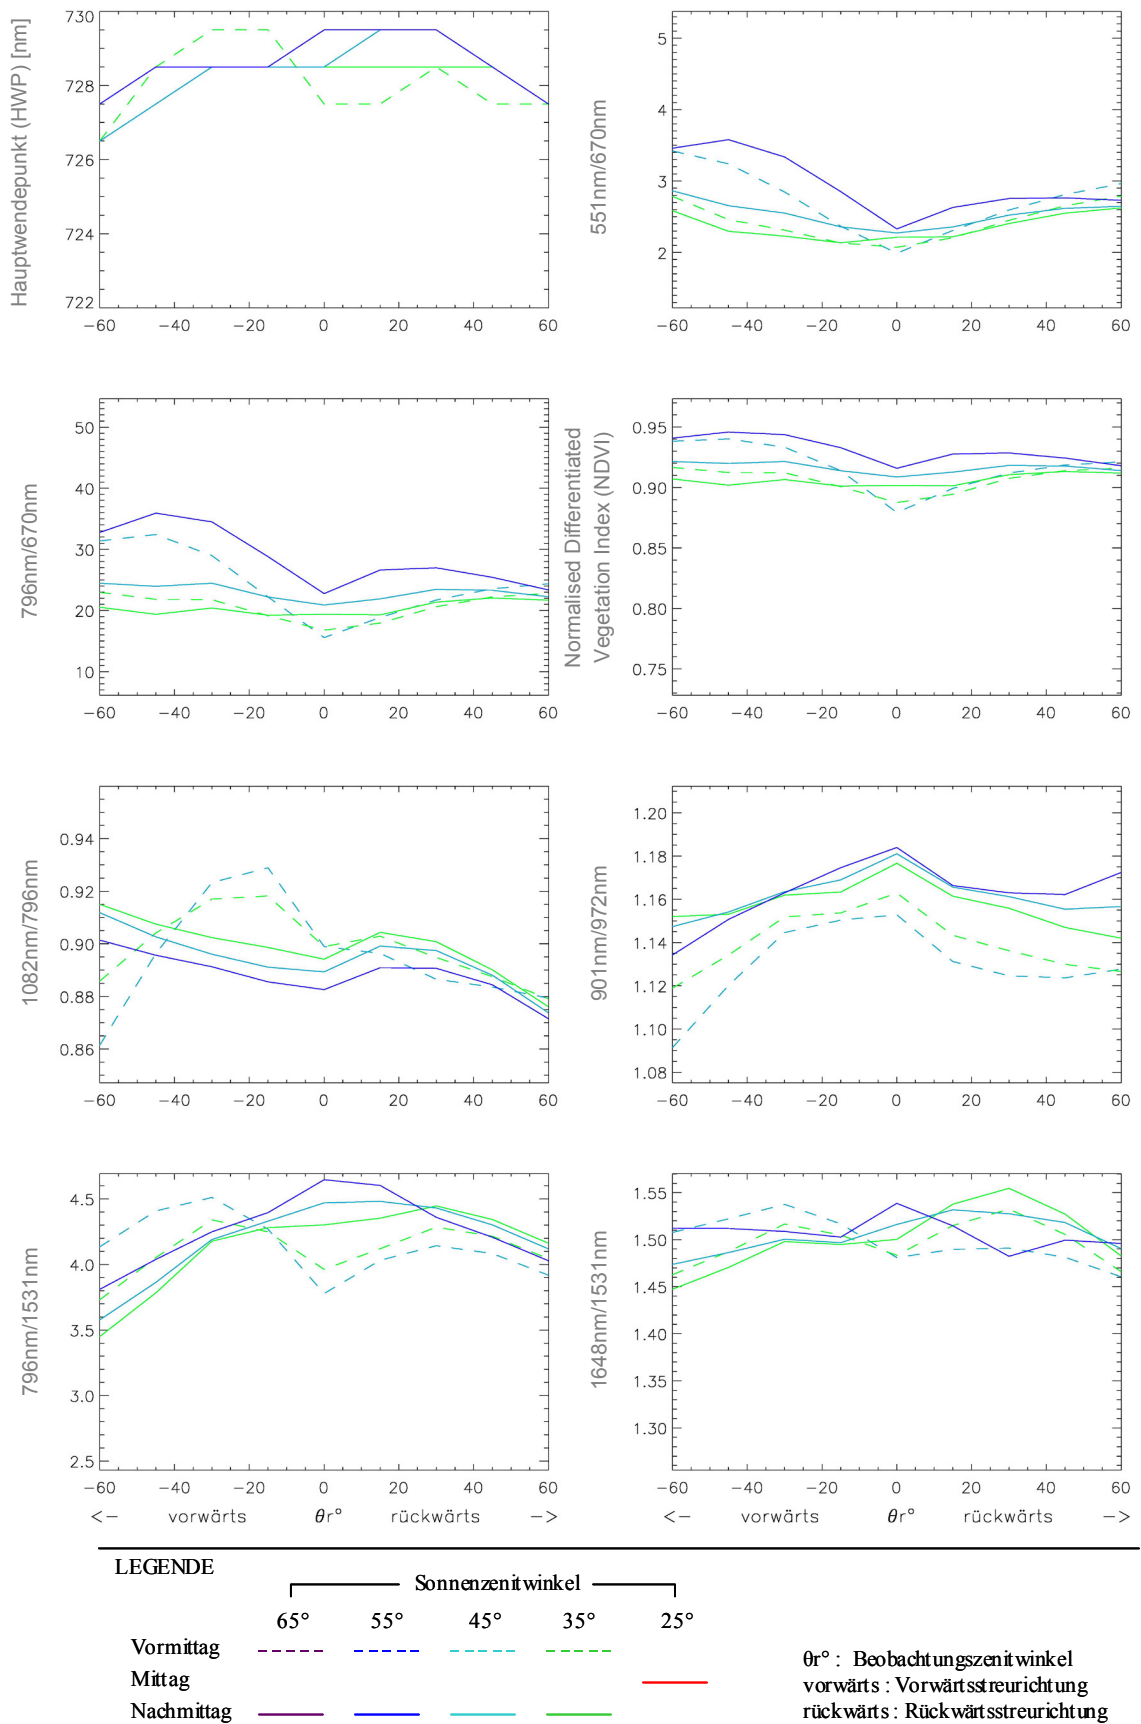 Hauptwendepunkt (HWP) [nm]
730
728
726
724
722
−60 −40 −20 0 20 40 60
551nm/670nm
5
4
3
2
−60 −40 −20 0 20 40 60
796nm/670nm
50
40
30
20
10
−60 −40 −20 0 20 40 60
Normalised Differentiated
Vegetation Index (NDVI)
0.95
0.90
0.85
0.80
0.75
−60 −40 −20 0 20 40 60
1082nm/796nm
0.94
0.92
0.90
0.88
0.86
−60 −40 −20 0 20 40 60
901nm/972nm
1.20
1.18
1.16
1.14
1.12
1.10
1.08
−60 −40 −20 0 20 40 60
796nm/1531nm
4.5
4.0
3.5
3.0
2.5
−60 −40 −20 0 20 40 60
<− vorwärts θr° rückwärts −>
1648nm/1531nm
1.55
1.50
1.45
1.40
1.35
1.30
−60 −40 −20 0 20 40 60
<− vorwärts θr° rückwärts −>
LEGENDE
Sonnenzenitwinkel
65° 55° 45° 35° 25°
Vormittag
Mittag
Nachmittag
θr° : Beobachtungszenitwinkel
vorwärts : Vorwärtsstreurichtung
rückwärts : Rückwärtsstreurichtung